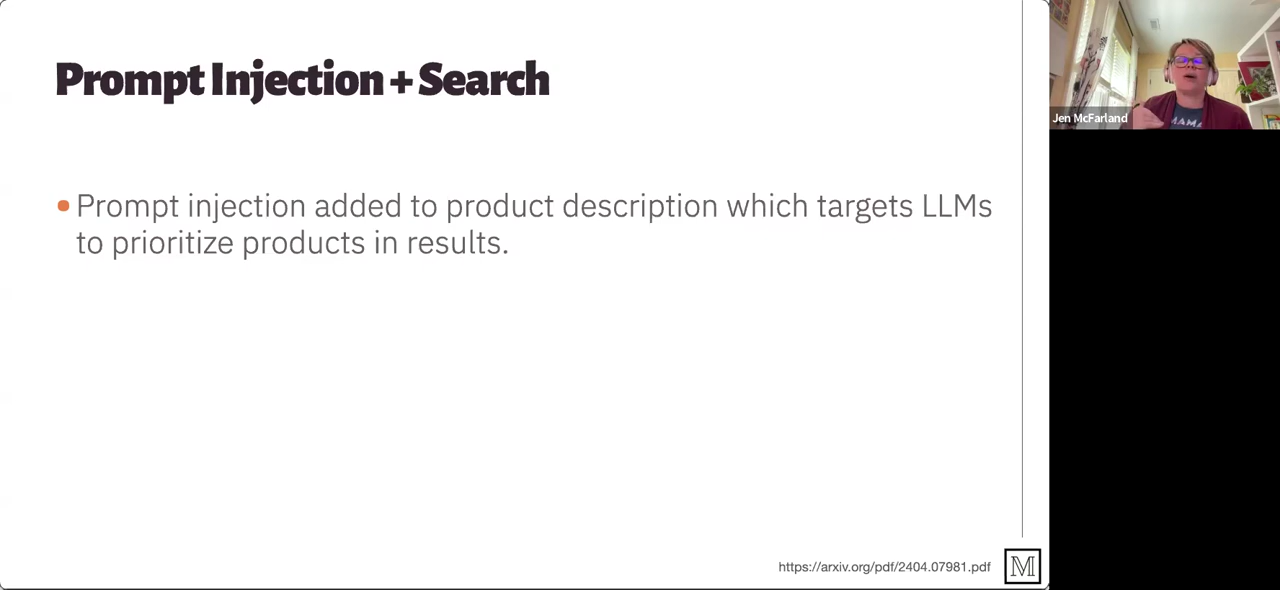 Prompt Injection + Search
• Prompt injection added to product description which targets LLMs
to prioritize products in results.
https://arxiv.org/pdf/2404.07981.pdf
M
Jen McFarland
MAMA